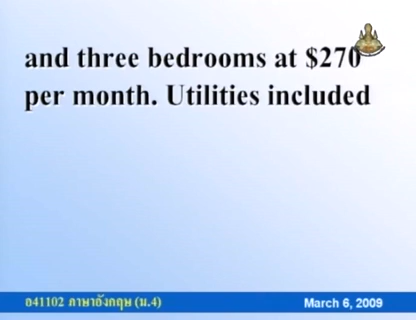 and three bedrooms at $270
per month. Utilities included
อ41102 ภาษาอังกฤษ (ม.4)
March 6, 2009